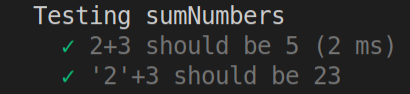 Testing sumNumbers
✓ 2+3 should be 5 (2 ms)
✓ '2'+3 should be 23